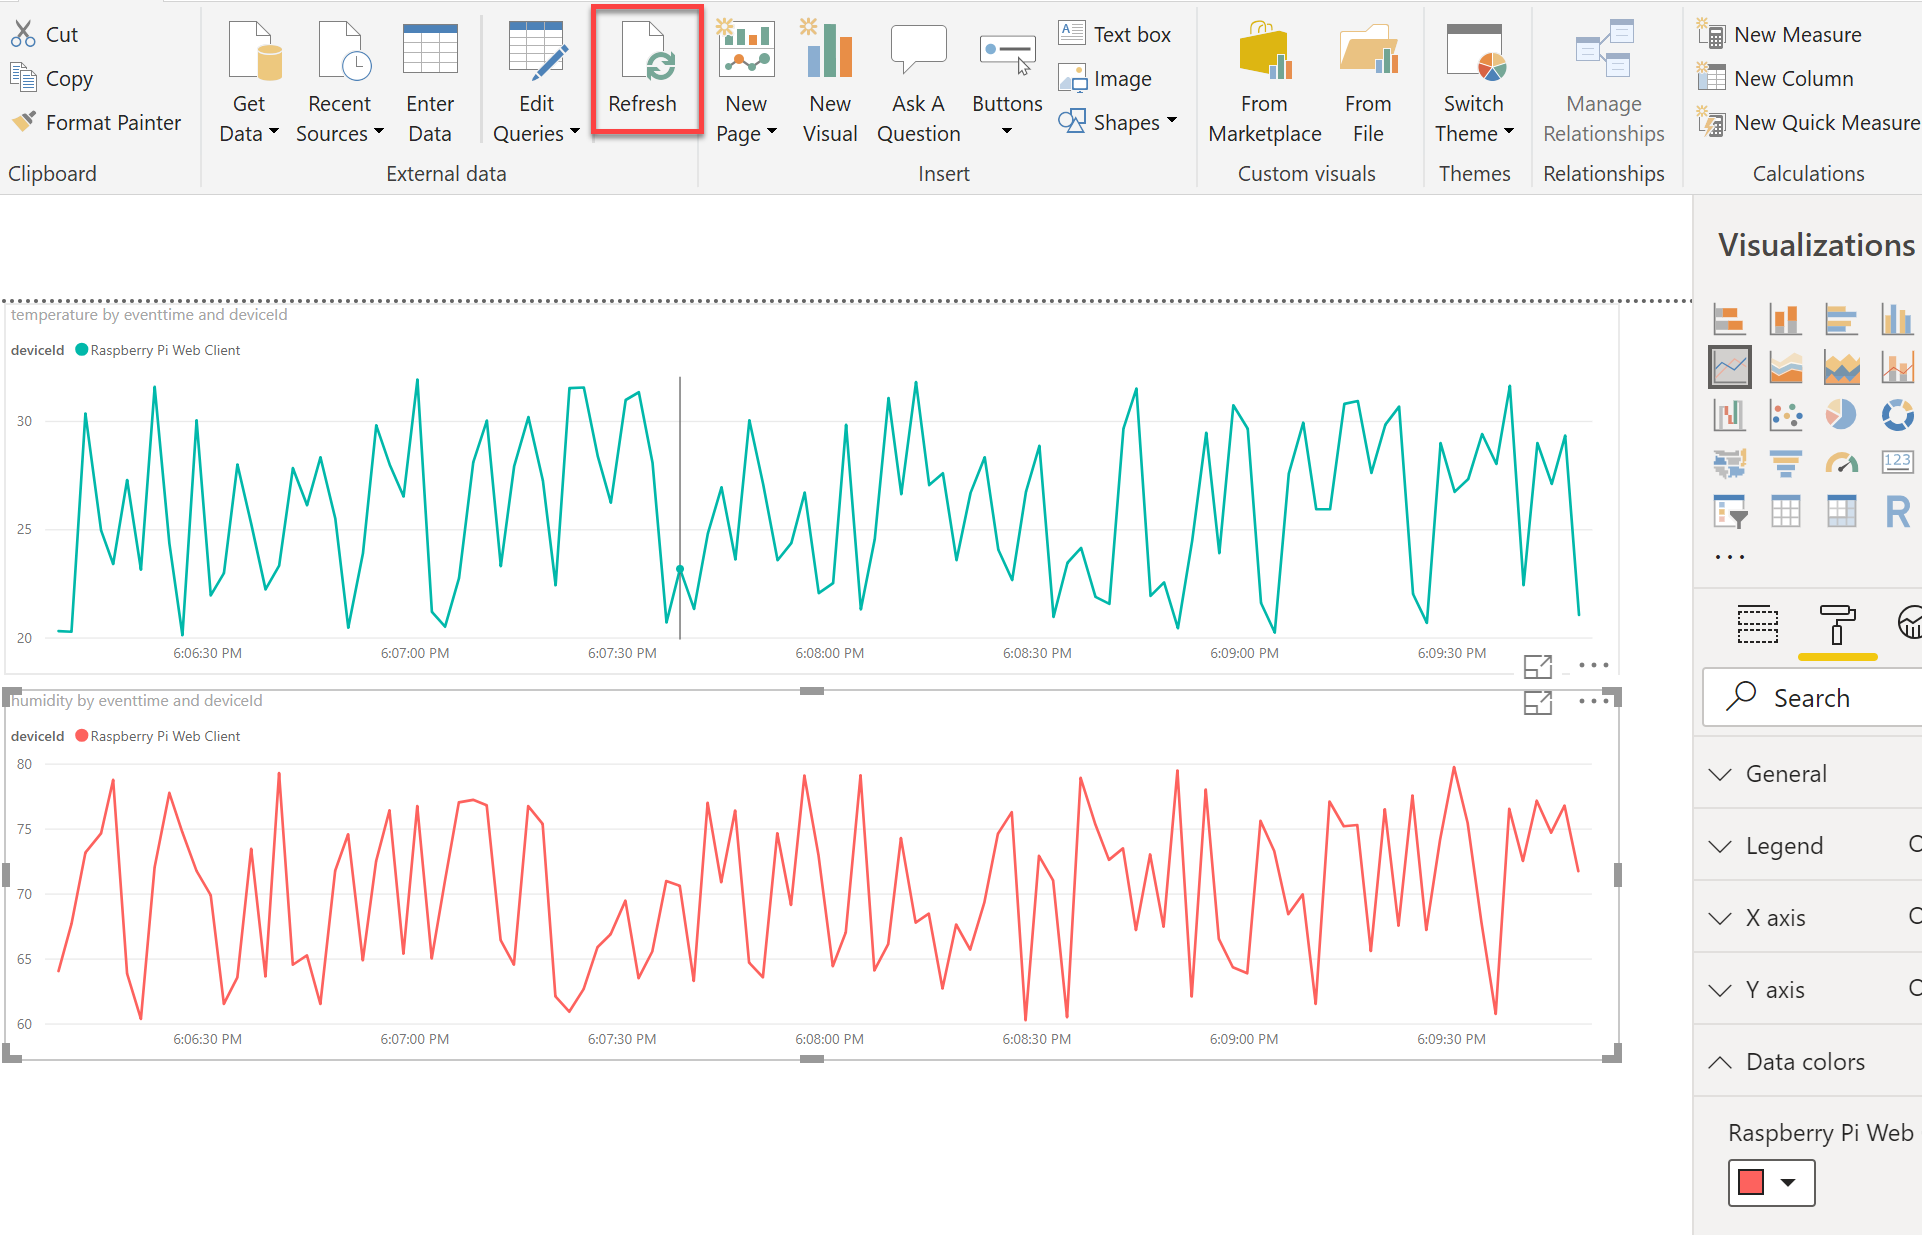 Cut
Copy
Format Painter
Clipboard
Get Data
Recent Sources
Enter Data
Edit Queries
Refresh
External data
New Page
New Visual
Ask A Question
Buttons
Text box
Image
Shapes
Insert
From Marketplace
From File
Custom visuals
Switch Theme
Themes
Manage Relationships
Relationships
New Measure
New Column
New Quick Measure
Calculations
temperature by eventtime and deviceId
deviceId Raspberry Pi Web Client
30
25
20
6:06:30 PM 6:07:00 PM 6:07:30 PM 6:08:00 PM 6:08:30 PM 6:09:00 PM 6:09:30 PM
humidity by eventtime and deviceId
deviceId Raspberry Pi Web Client
80
75
70
65
60
6:06:30 PM 6:07:00 PM 6:07:30 PM 6:08:00 PM 6:08:30 PM 6:09:00 PM 6:09:30 PM
Visualizations
123
R
Search
General
Legend
X axis
Y axis
Data colors
Raspberry Pi Web